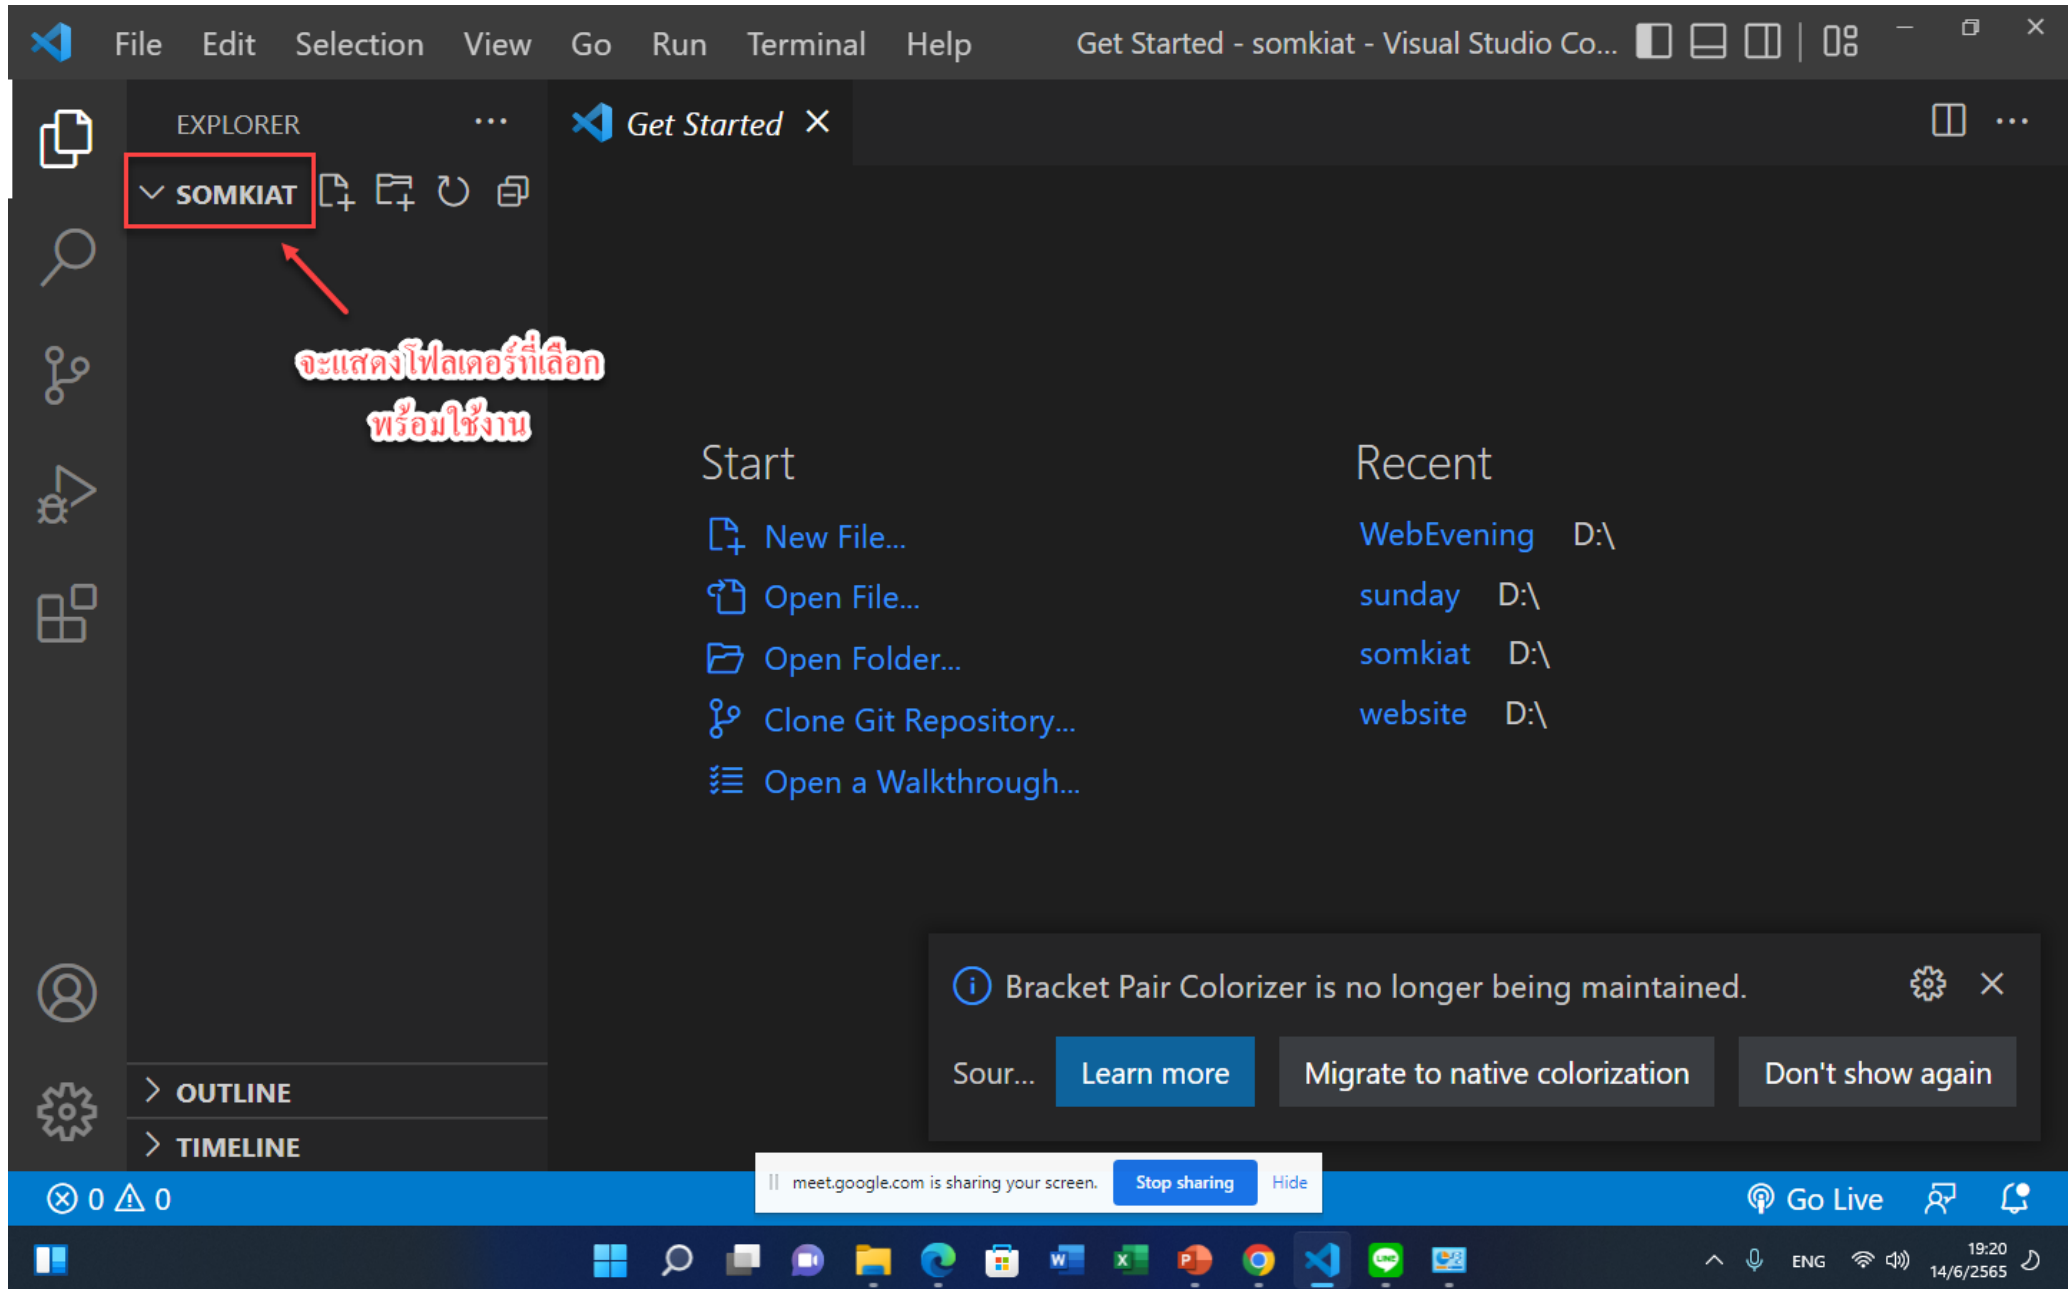 File Edit Selection View Go Run Terminal Help Get Started - somkiat - Visual Studio Co...
EXPLORER
Get Started
SOMKIAT
จะแสดงโฟลเดอร์ที่เลือก
พร้อมใช้งาน
Start
New File...
Open File...
Open Folder...
Clone Git Repository...
Open a Walkthrough...
Recent
WebEvening D:\
sunday D:\
somkiat D:\
website D:\
Bracket Pair Colorizer is no longer being maintained.
Sour... Learn more Migrate to native colorization Don't show again
OUTLINE
TIMELINE
meet.google.com is sharing your screen. Stop sharing Hide
0 0 Go Live
ENG 19:20
14/6/2565